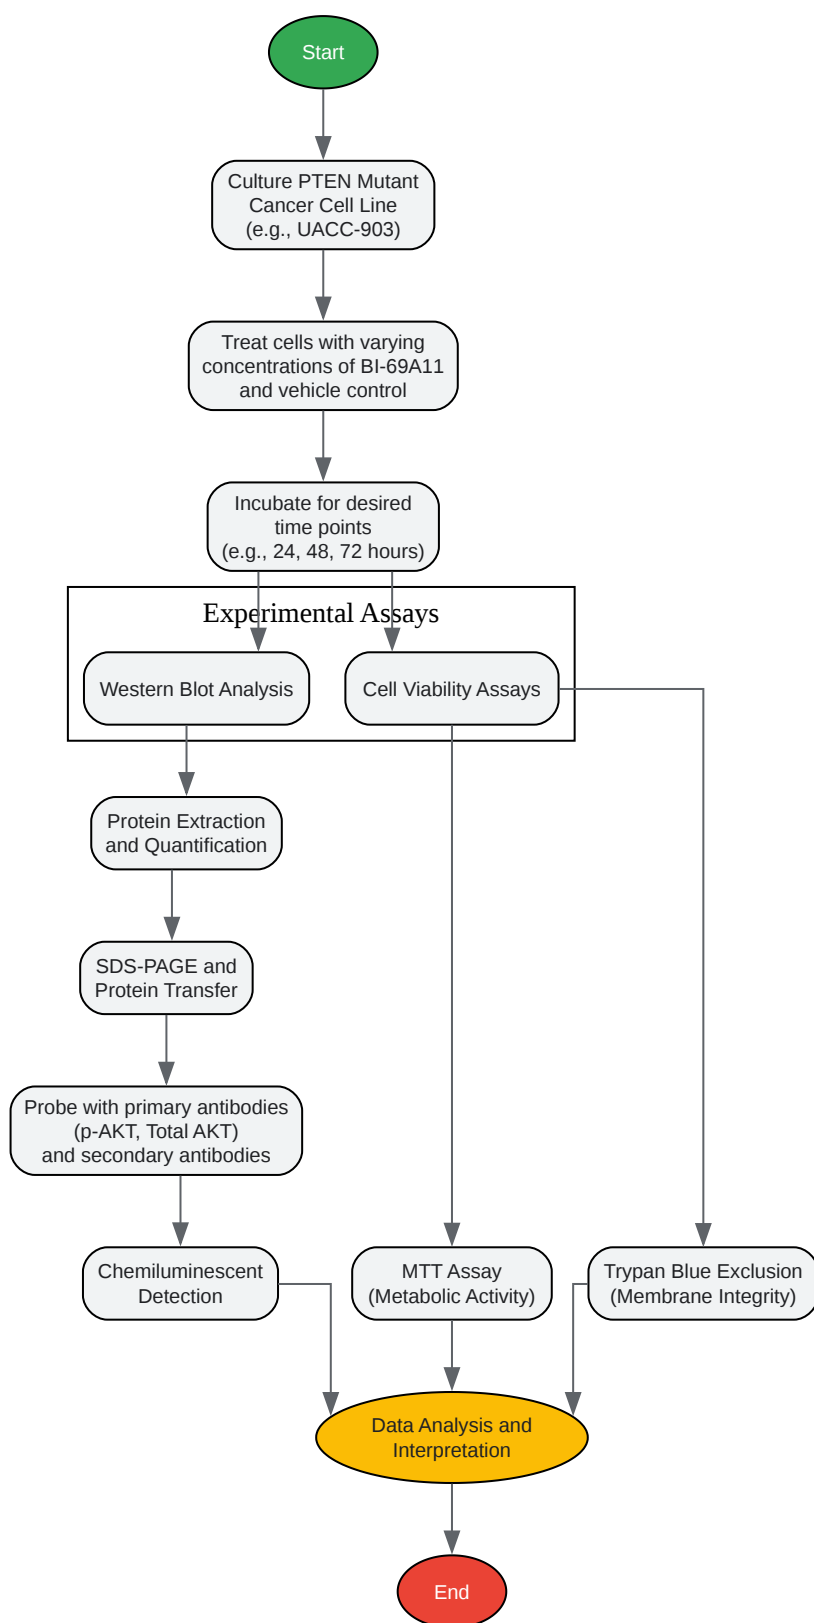 Start
Culture PTEN Mutant
Cancer Cell Line
(e.g., UACC-903)
Treat cells with varying
concentrations of BI-69A11
and vehicle control
Incubate for desired
time points
(e.g., 24, 48, 72 hours)
Experimental Assays
Western Blot Analysis
Cell Viability Assays
Protein Extraction
and Quantification
SDS-PAGE and
Protein Transfer
Probe with primary antibodies
(p-AKT, Total AKT)
and secondary antibodies
Chemiluminescent
Detection
MTT Assay
(Metabolic Activity)
Trypan Blue Exclusion
(Membrane Integrity)
Data Analysis and
Interpretation
End